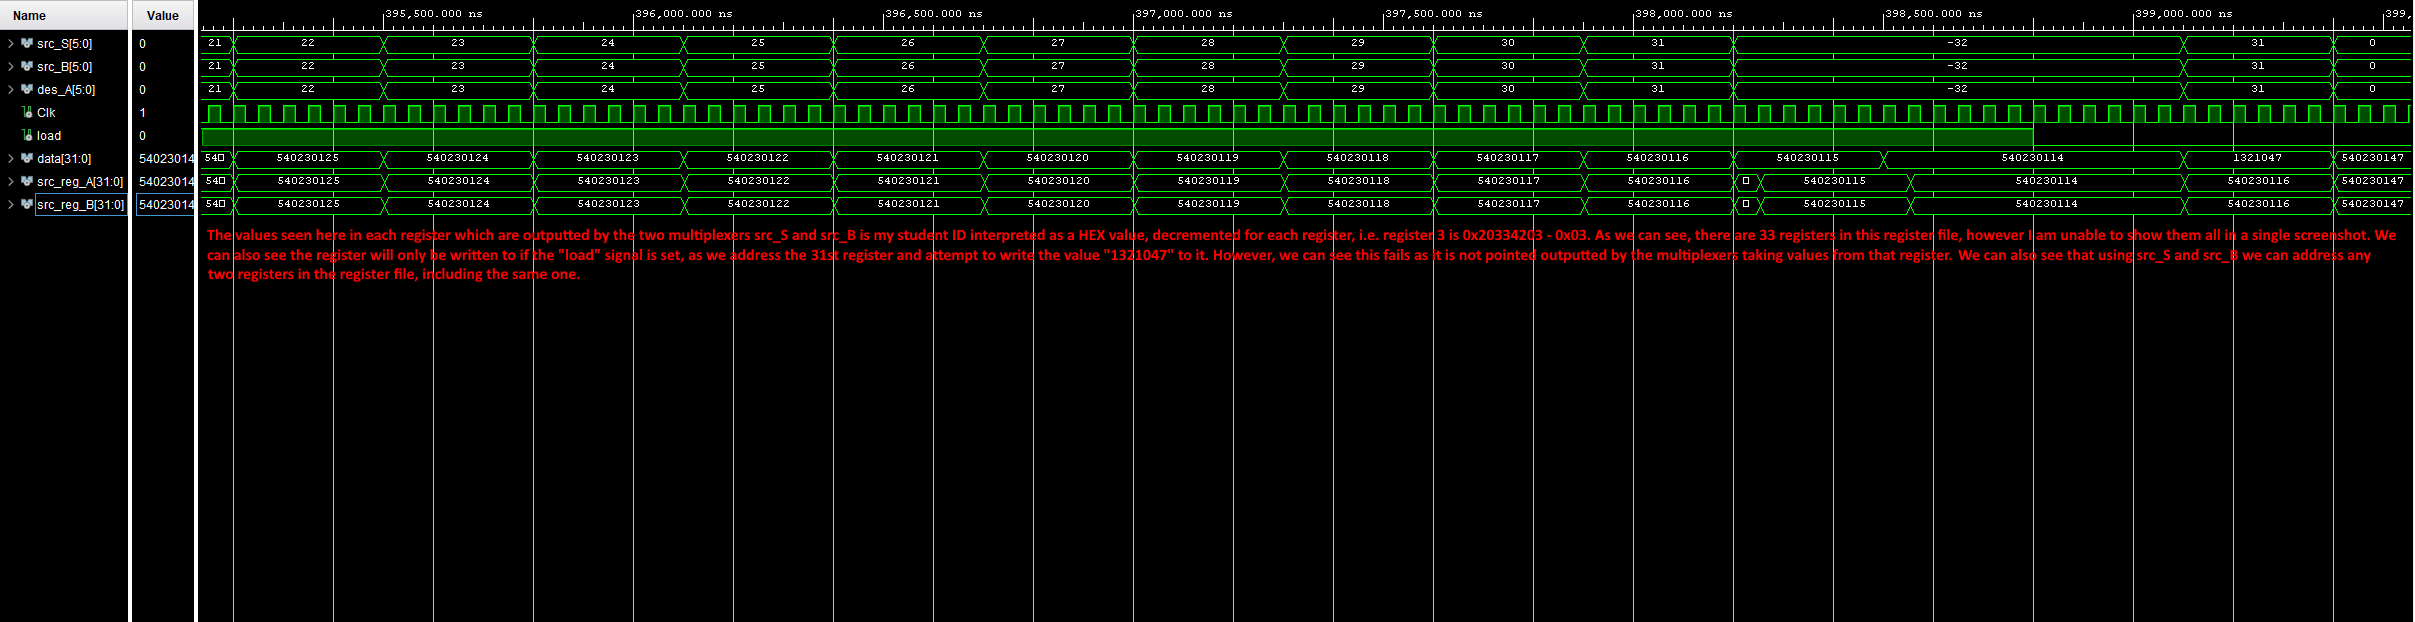 Name Value 395,500.000 ns 396,000.000 ns 396,500.000 ns 397,000.000 ns 397,500.000 ns 398,000.000 ns 398,500.000 ns 399,000.000 ns 399,
src_S[5:0] 0 21 22 23 24 25 26 27 28 29 30 31 -32 31 0
src_B[5:0] 0 21 22 23 24 25 26 27 28 29 30 31 -32 31 0
des_A[5:0] 0 21 22 23 24 25 26 27 28 29 30 31 -32 31 0
Clk 1
load 0
data[31:0] 54023014 54 540230125 540230124 540230123 540230122 540230121 540230120 540230119 540230118 540230117 540230116 540230115 540230114 1321047 540230147
src_reg_A[31:0] 54023014 54 540230125 540230124 540230123 540230122 540230121 540230120 540230119 540230118 540230117 540230116 540230115 540230114 540230116 540230147
src_reg_B[31:0] 54023014 54 540230125 540230124 540230123 540230122 540230121 540230120 540230119 540230118 540230117 540230116 540230115 540230114 540230116 540230147
The values seen here in each register which are outputted by the two multiplexers src_S and src_B is my student ID interpreted as a HEX value, decremented for each register, i.e. register 3 is 0x20334203 - 0x03. As we can see, there are 33 registers in this register file, however I am unable to show them all in a single screenshot. We
can also see the register will only be written to if the "load" signal is set, as we address the 31st register and attempt to write the value "1321047" to it. However, we can see this fails as it is not pointed outputted by the multiplexers taking values from that register. We can also see that using src_S and src_B we can address any
two registers in the register file, including the same one.